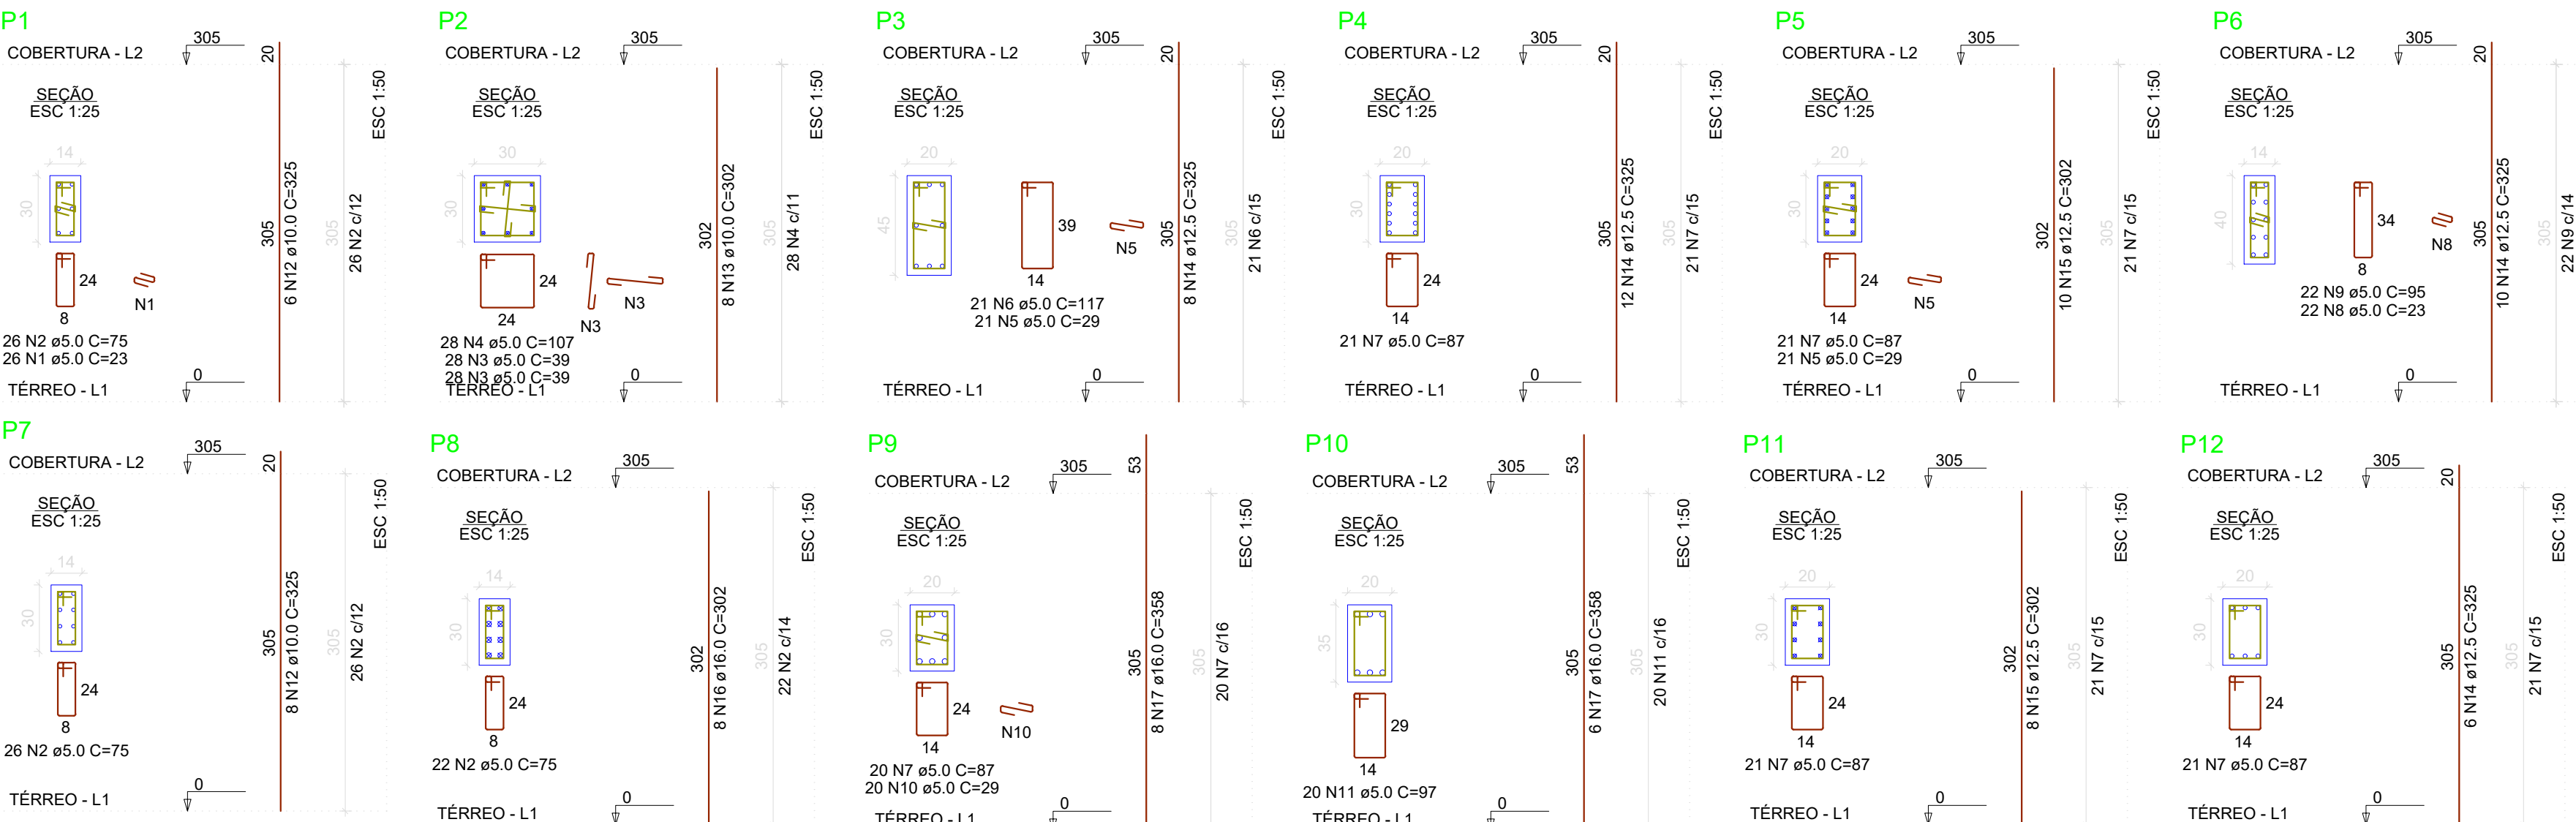 P1
COBERTURA - L2
305
SEÇÃO
ESC 1:25
14
30
24
8
N1
26 N2 ø5.0 C=75
26 N1 ø5.0 C=23
TÉRREO - L1
0
20
305
6 N12 ø10.0 C=325
305
26 N2 c/12
ESC 1:50
P2
COBERTURA - L2
305
SEÇÃO
ESC 1:25
30
30
24
24
N3
N3
28 N4 ø5.0 C=107
28 N3 ø5.0 C=39
28 N3 ø5.0 C=39
TÉRREO - L1
0
302
8 N13 ø10.0 C=302
305
28 N4 c/11
ESC 1:50
P3
COBERTURA - L2
305
SEÇÃO
ESC 1:25
20
45
39
14
N5
21 N6 ø5.0 C=117
21 N5 ø5.0 C=29
TÉRREO - L1
0
20
305
8 N14 ø12.5 C=325
305
21 N6 c/15
ESC 1:50
P4
COBERTURA - L2
305
SEÇÃO
ESC 1:25
20
30
24
14
21 N7 ø5.0 C=87
TÉRREO - L1
0
20
305
12 N14 ø12.5 C=325
305
21 N7 c/15
ESC 1:50
P5
COBERTURA - L2
305
SEÇÃO
ESC 1:25
20
30
24
14
N5
21 N7 ø5.0 C=87
21 N5 ø5.0 C=29
TÉRREO - L1
0
302
10 N15 ø12.5 C=302
305
21 N7 c/15
ESC 1:50
P6
COBERTURA - L2
305
SEÇÃO
ESC 1:25
14
40
34
8
N8
22 N9 ø5.0 C=95
22 N8 ø5.0 C=23
TÉRREO - L1
0
20
305
10 N14 ø12.5 C=325
305
22 N9 c/14
P7
COBERTURA - L2
305
SEÇÃO
ESC 1:25
14
30
24
8
26 N2 ø5.0 C=75
TÉRREO - L1
0
20
305
8 N12 ø10.0 C=325
305
26 N2 c/12
ESC 1:50
P8
COBERTURA - L2
305
SEÇÃO
ESC 1:25
14
30
24
8
22 N2 ø5.0 C=75
TÉRREO - L1
0
302
8 N16 ø16.0 C=302
305
22 N2 c/14
ESC 1:50
P9
COBERTURA - L2
305
SEÇÃO
ESC 1:25
20
30
24
14
N10
20 N7 ø5.0 C=87
20 N10 ø5.0 C=29
TÉRREO - L1
0
53
305
8 N17 ø16.0 C=358
305
20 N7 c/16
ESC 1:50
P10
COBERTURA - L2
305
SEÇÃO
ESC 1:25
20
35
29
14
20 N11 ø5.0 C=97
TÉRREO - L1
0
53
305
6 N17 ø16.0 C=358
305
20 N11 c/16
ESC 1:50
P11
COBERTURA - L2
305
SEÇÃO
ESC 1:25
20
30
24
14
21 N7 ø5.0 C=87
TÉRREO - L1
0
302
8 N15 ø12.5 C=302
305
21 N7 c/15
ESC 1:50
P12
COBERTURA - L2
305
SEÇÃO
ESC 1:25
20
30
24
14
21 N7 ø5.0 C=87
TÉRREO - L1
0
20
305
6 N14 ø12.5 C=325
305
21 N7 c/15
ESC 1:50